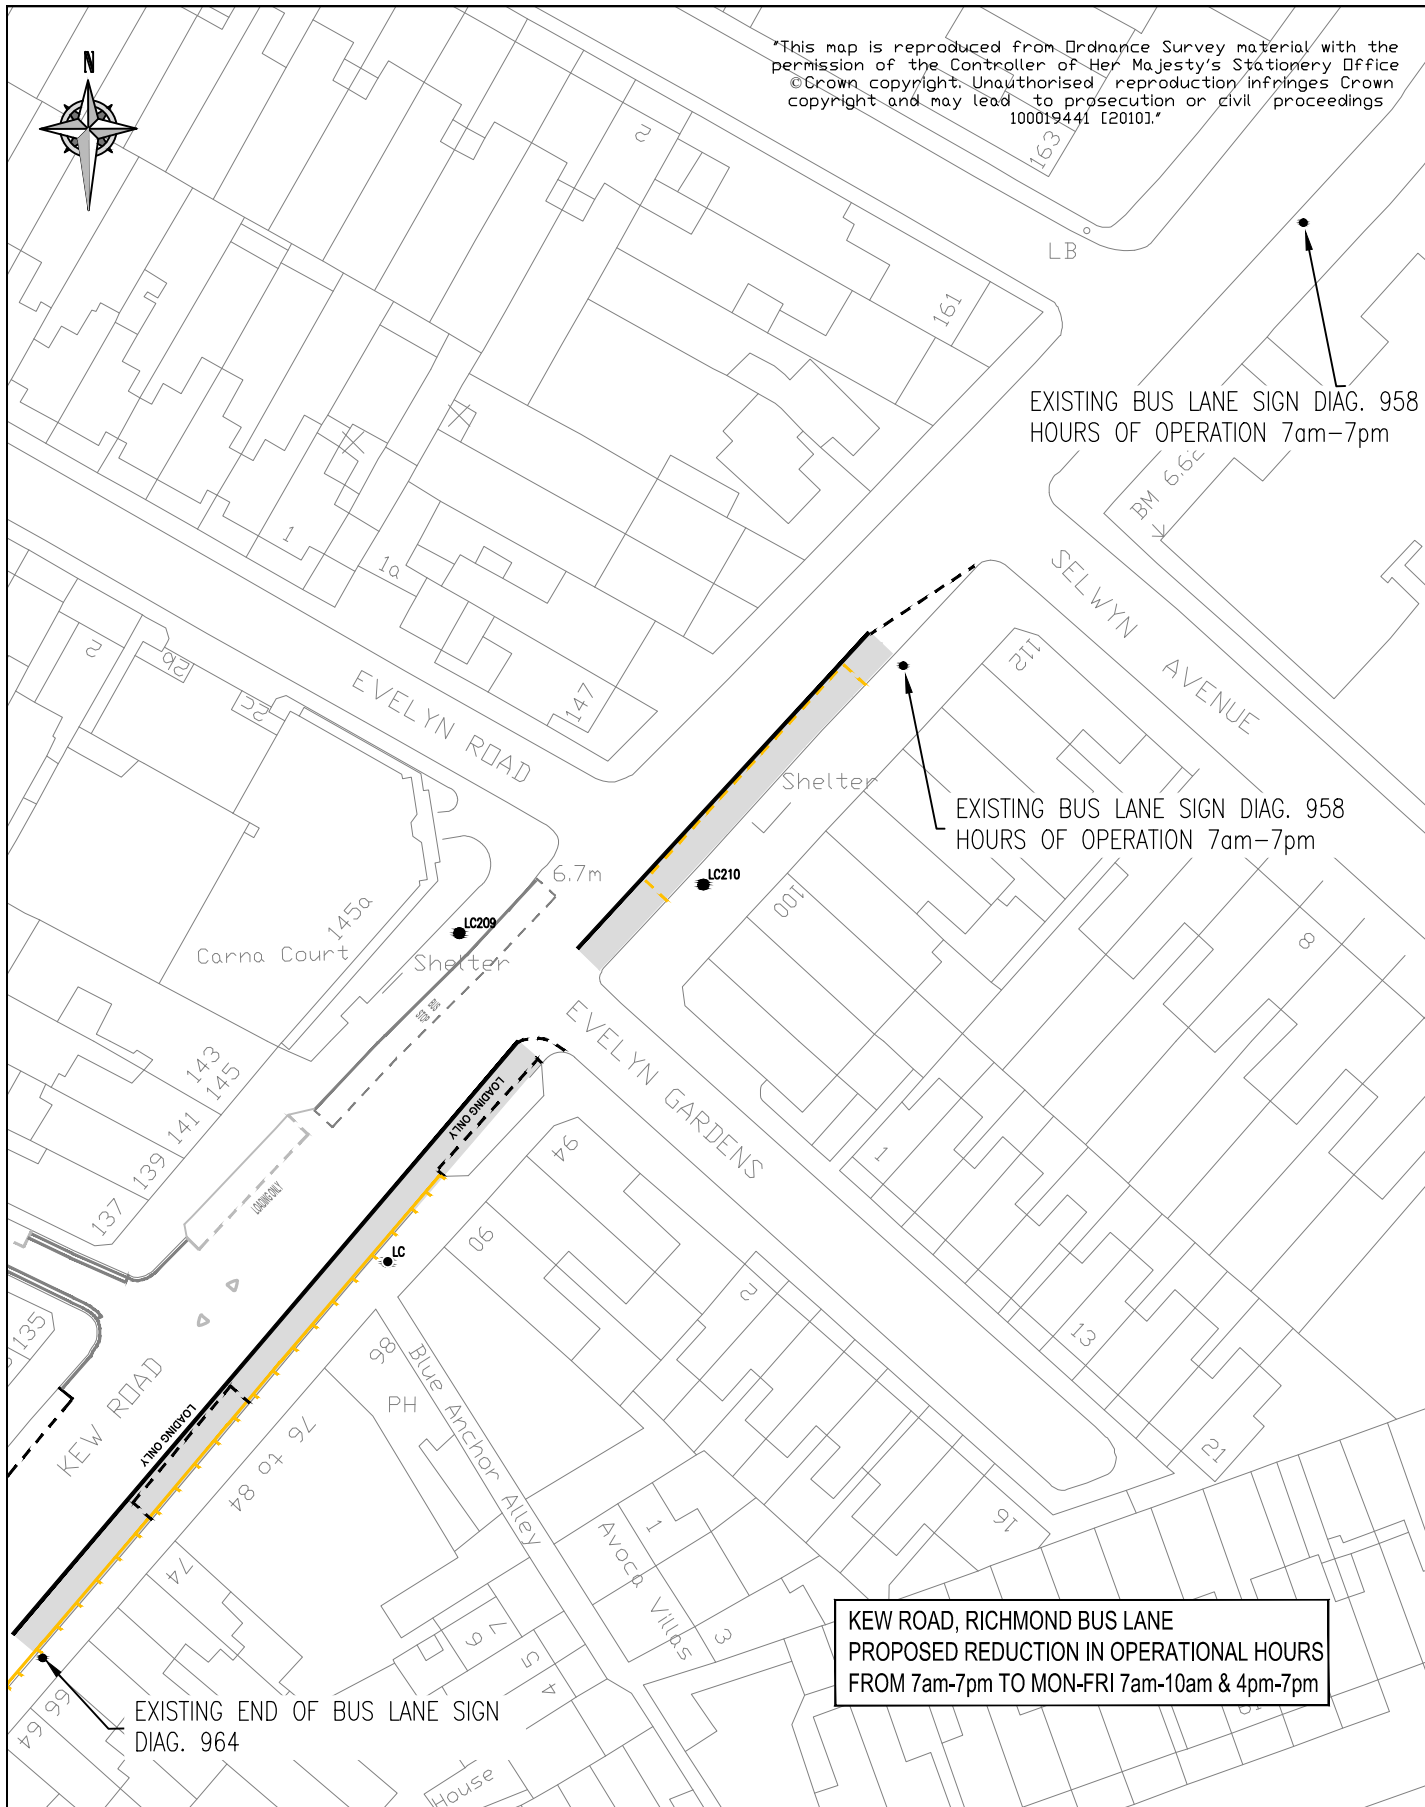 N
"This map is reproduced from Ordnance Survey material with the
permission of the Controller of Her Majesty's Stationery Office
©Crown copyright. Unauthorised reproduction infringes Crown
copyright and may lead to prosecution or civil proceedings
100019441 [2010]."
2
163
LB
161
EXISTING BUS LANE SIGN DIAG. 958
HOURS OF OPERATION 7am-7pm
BM 6.62
1
1a
SELWYN AVENUE
2
2b
2c
112
EVELYN ROAD
147
Shelter
EXISTING BUS LANE SIGN DIAG. 958
HOURS OF OPERATION 7am-7pm
6.7m
LC210
100
145a
LC209
8
Carna Court
Shelter
BUS
STOP
EVELYN GARDENS
143
145
LOADING ONLY
141
139
94
1
137
LOADING ONLY
90
LC
2
135
13
98
Blue Anchor Alley
KEW ROAD
PH
LOADING ONLY
76 to 84
21
16
1
Avoca Villas
74
7
6
5
4
3
KEW ROAD, RICHMOND BUS LANE
PROPOSED REDUCTION IN OPERATIONAL HOURS
FROM 7am-7pm TO MON-FRI 7am-10am & 4pm-7pm
66
64
EXISTING END OF BUS LANE SIGN
DIAG. 964
House